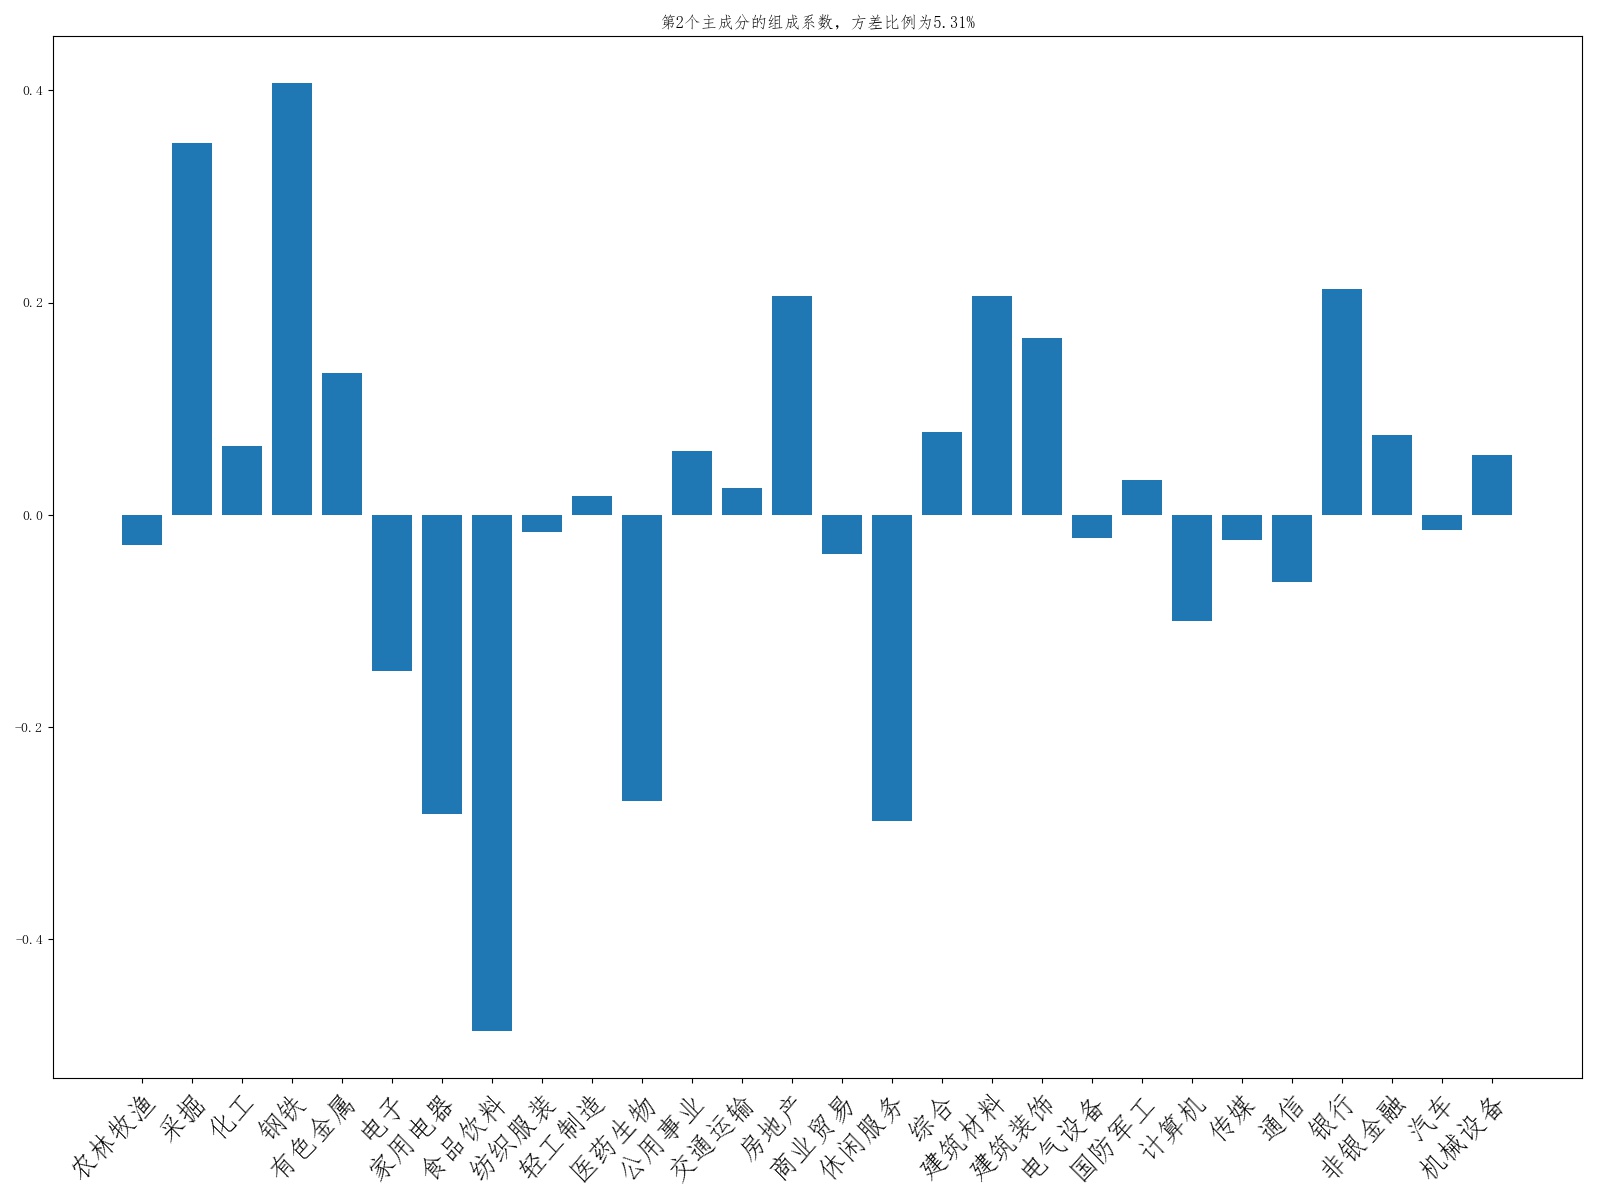 第2个主成分的组成系数，方差比例为5.31%
0.4
0.2
0.0
-0.2
-0.4
农林牧渔
采掘
化工
钢铁
有色金属
电子
家用电器
食品饮料
纺织服装
轻工制造
医药生物
公用事业
交通运输
房地产
商业贸易
休闲服务
综合
建筑材料
建筑装饰
电气设备
国防军工
计算机
传媒
通信
银行
非银金融
汽车
机械设备